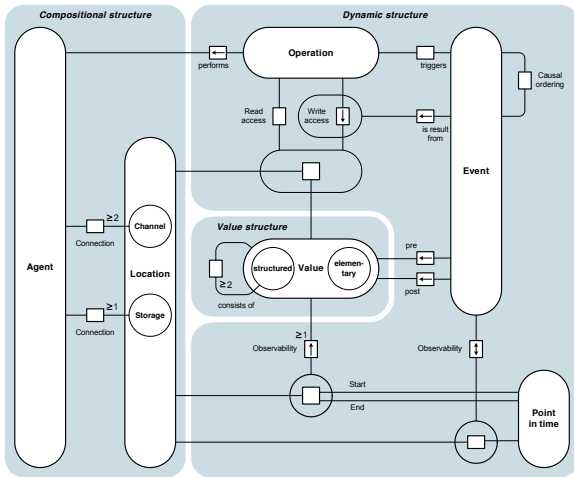 Compositional structure
Dynamic structure
Operation
performs
triggers
Causal
ordering
Read
access
Write
access
is result
from
Event
≥2
Channel
Connection
Agent
Location
≥1
Storage
Connection
Value structure
structured
Value
elemen-
tary
≥2
consists of
pre
post
≥1
Observability
Observability
Start
End
Point
in time